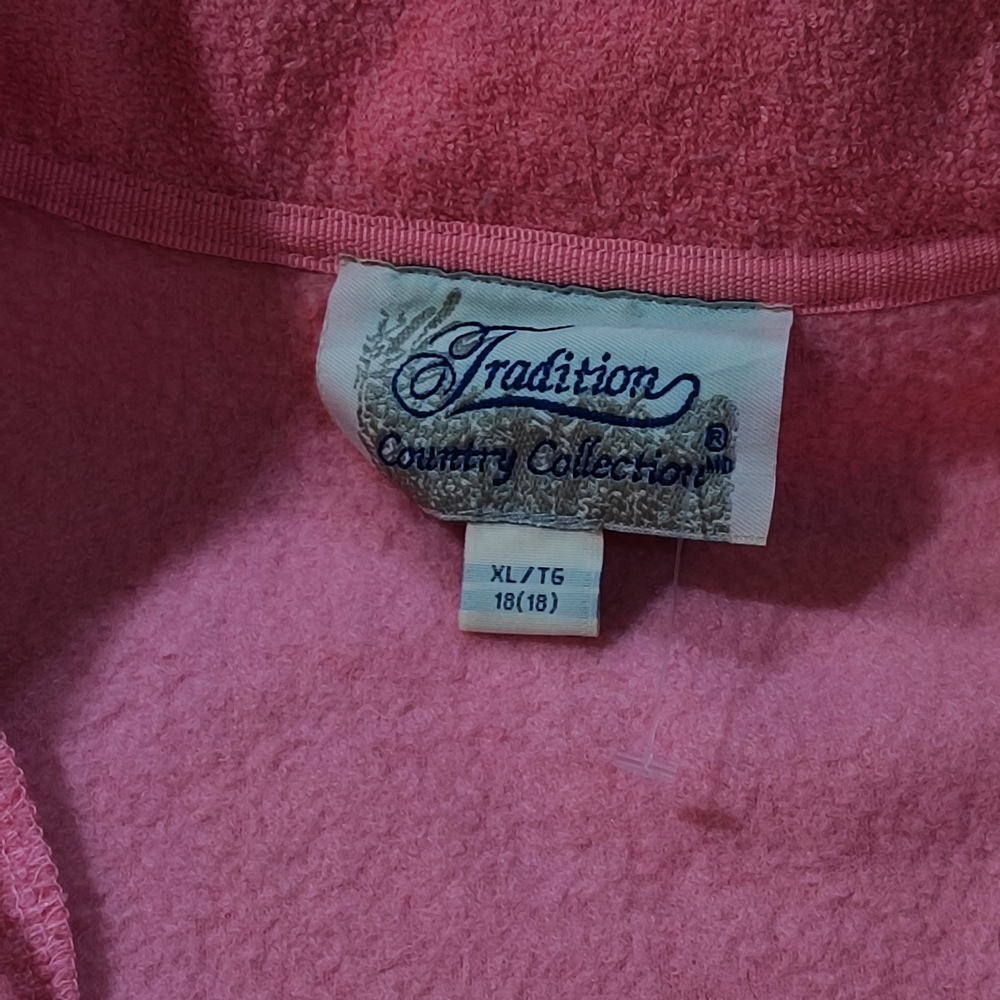 Tradition
Country Collection ® MD
XL/TG
18(18)